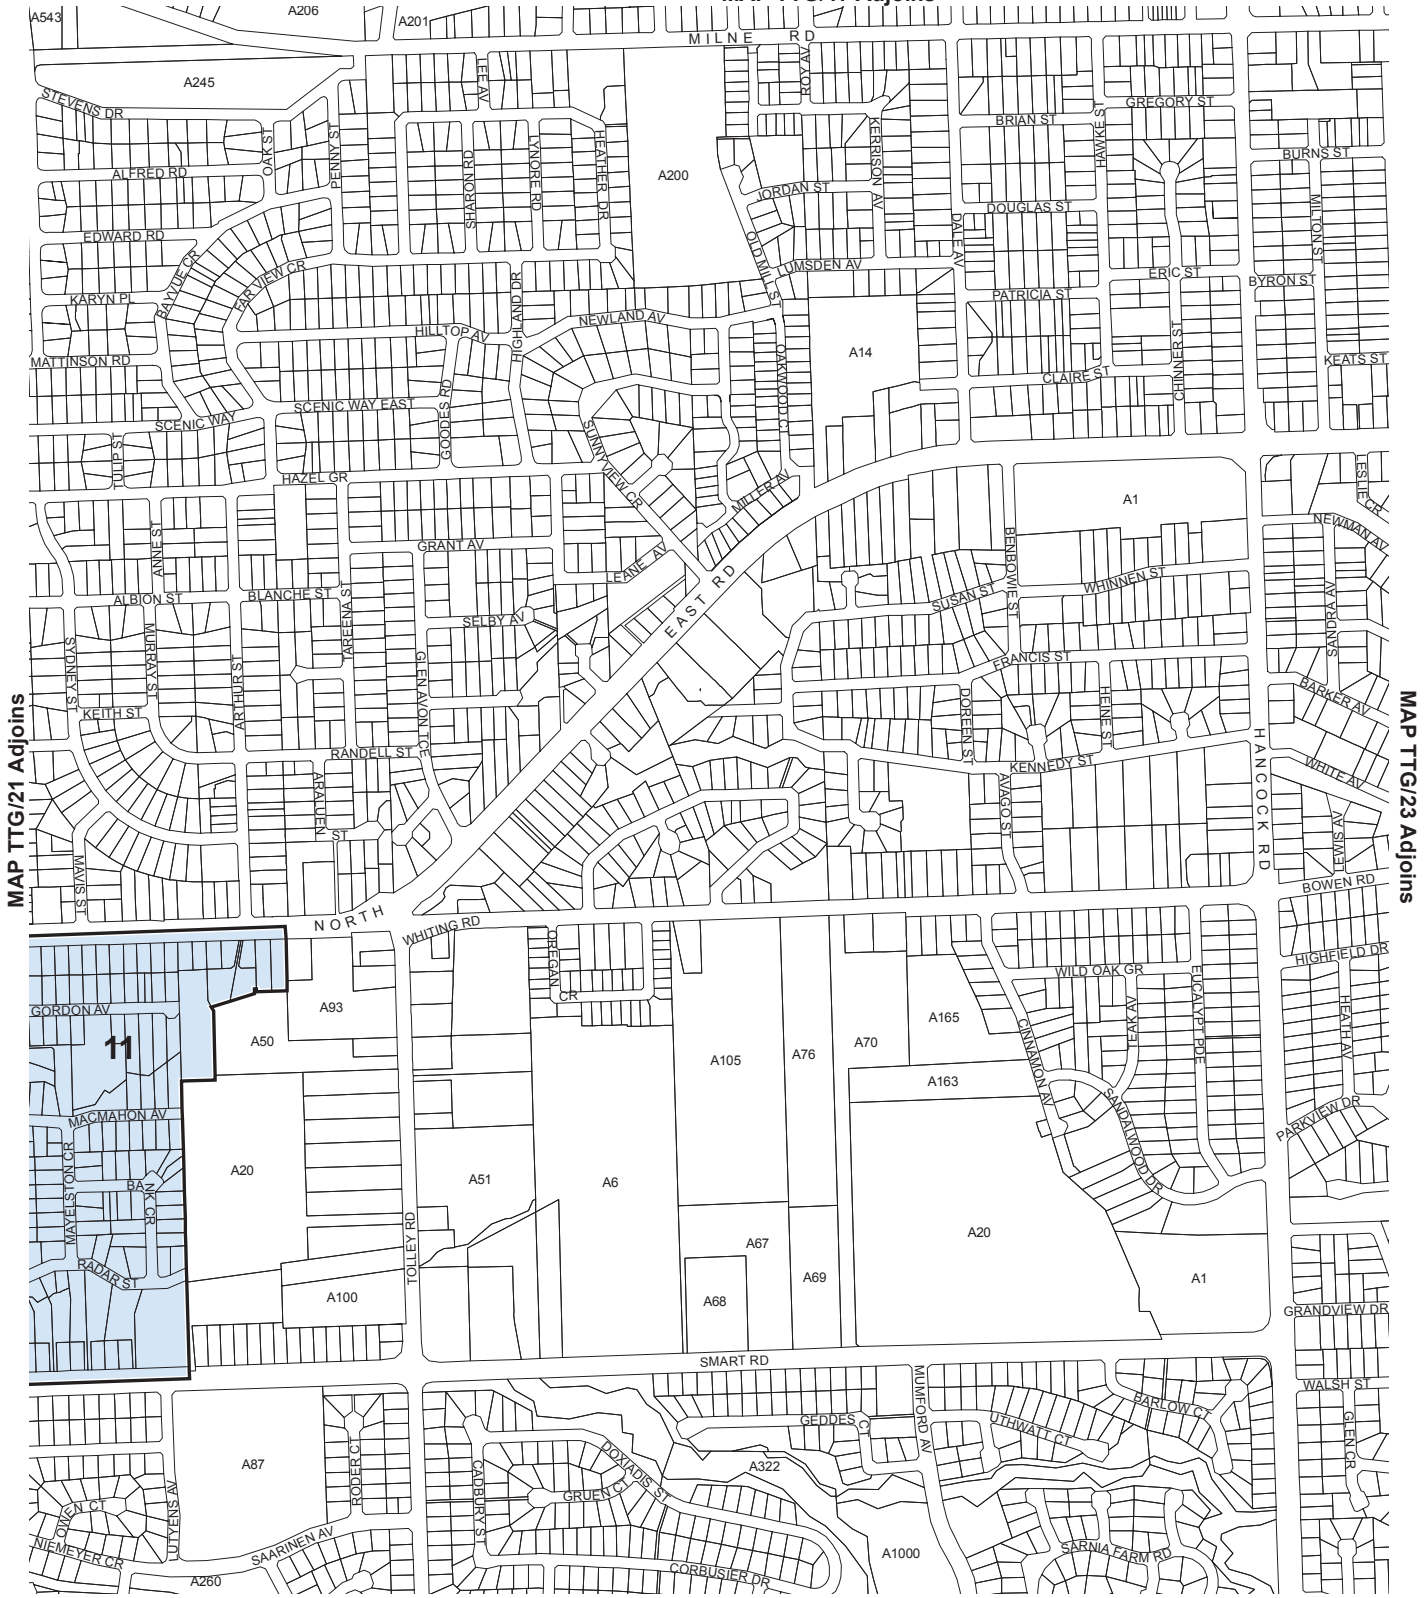 A543
A206
A201
MILNE RD
A245
LEE AV
ROY AV
STEVENS DR
GREGORY ST
BRIAN ST
HAWKE ST
OAK ST
PENNY ST
SHARON RD
LYNORE RD
HEATHER DR
KERRISON AV
BURNS ST
ALFRED RD
A200
JORDAN ST
DOUGLAS ST
MILTON ST
EDWARD RD
OLD MILL ST
DALE AV
BAYVUE CR
FAR VIEW CR
LUMSDEN AV
ERIC ST
BYRON ST
KARYN PL
HIGHLAND DR
PATRICIA ST
NEWLAND AV
HILLTOP AV
MATTINSON RD
A14
KEATS ST
OAKWOOD CT
CHINNER ST
CLAIRE ST
GOODES RD
SCENIC WAY EAST
SCENIC WAY
TULIP ST
SUNNYVIEW CR
HAZEL GR
MILLER AV
A1
LESLIE CR
NEWMAN AV
ANNE ST
GRANT AV
LEANE AV
BENBOWIE ST
ALBION ST
BLANCHE ST
TAREENA ST
SUSAN ST
WHINNEN ST
SANDRA AV
SELBY AV
EAST RD
SYDNEY ST
MURRAY ST
ARTHUR ST
GLEN AVON TCE
FRANCIS ST
MAP TTG/21 Adjoins
MAP TTG/23 Adjoins
KEITH ST
DOREEN ST
HEINE ST
BARKER AV
RANDELL ST
KENNEDY ST
HANCOCK RD
WHITE AV
ARALUEN ST
AVAGO ST
LEWIS AV
MAVIS ST
BOWEN RD
NORTH
WHITING RD
OREGAN CR
WILD OAK GR
HIGHFIELD DR
EUCALYPT PDE
GORDON AV
A93
A165
TEAK AV
HEATH AV
11
A50
A105
A76
A70
CINNAMON AV
A163
MACMAHON AV
SANDALWOOD DR
PARKVIEW DR
MAYELSTON CR
BANK CR
A20
A51
A6
TOLLEY RD
A67
A20
RADAR ST
A69
A1
A100
A68
GRANDVIEW DR
SMART RD
WALSH ST
MUMFORD AV
BARLOW CT
GEDDES CT
UTHWATT CT
GLEN CR
A87
RODER CT
CADBURY ST
DOXIADIS ST
A322
GRUEN CT
OWEN CT
LUTYENS AV
NIEMEYER CR
SAARINEN AV
A1000
SARNIA FARM RD
A260
CORBUSIER DR